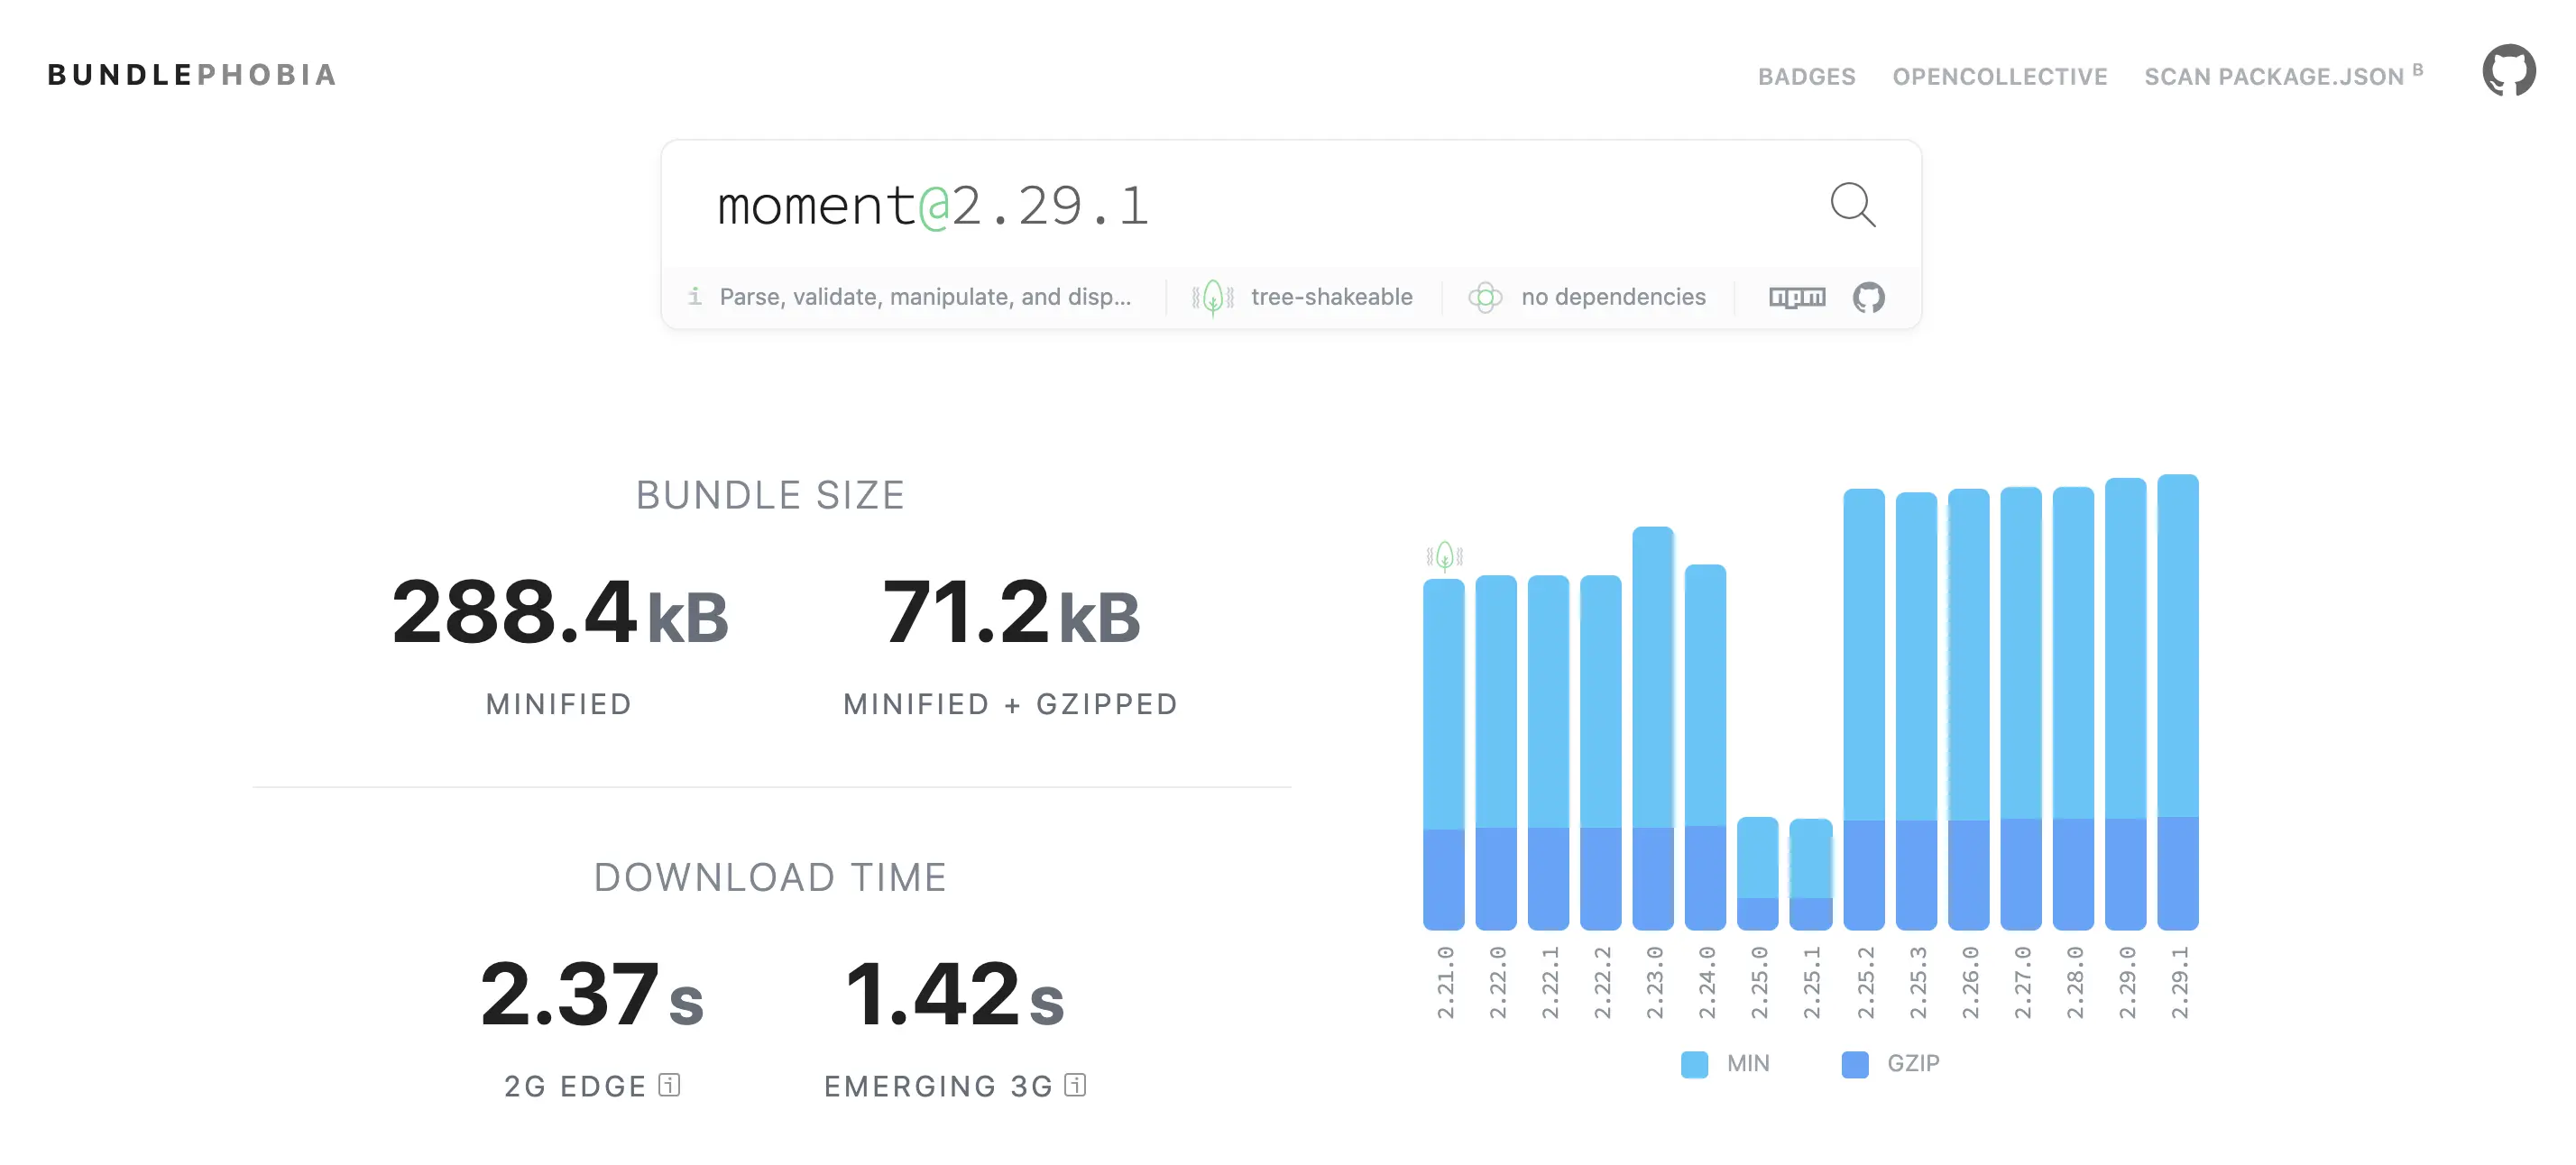 BUNDLEPHOBIA
BADGES OPENCOLLECTIVE SCAN PACKAGE.JSON B
moment@2.29.1
i Parse, validate, manipulate, and disp... tree-shakeable no dependencies npm
BUNDLE SIZE
288.4 kB 71.2 kB
MINIFIED MINIFIED + GZIPPED
DOWNLOAD TIME
2.37 s 1.42 s
2G EDGE i EMERGING 3G i
2.21.0 2.22.0 2.22.1 2.22.2 2.23.0 2.24.0 2.25.0 2.25.1 2.25.2 2.25.3 2.26.0 2.27.0 2.28.0 2.29.0 2.29.1
MIN GZIP